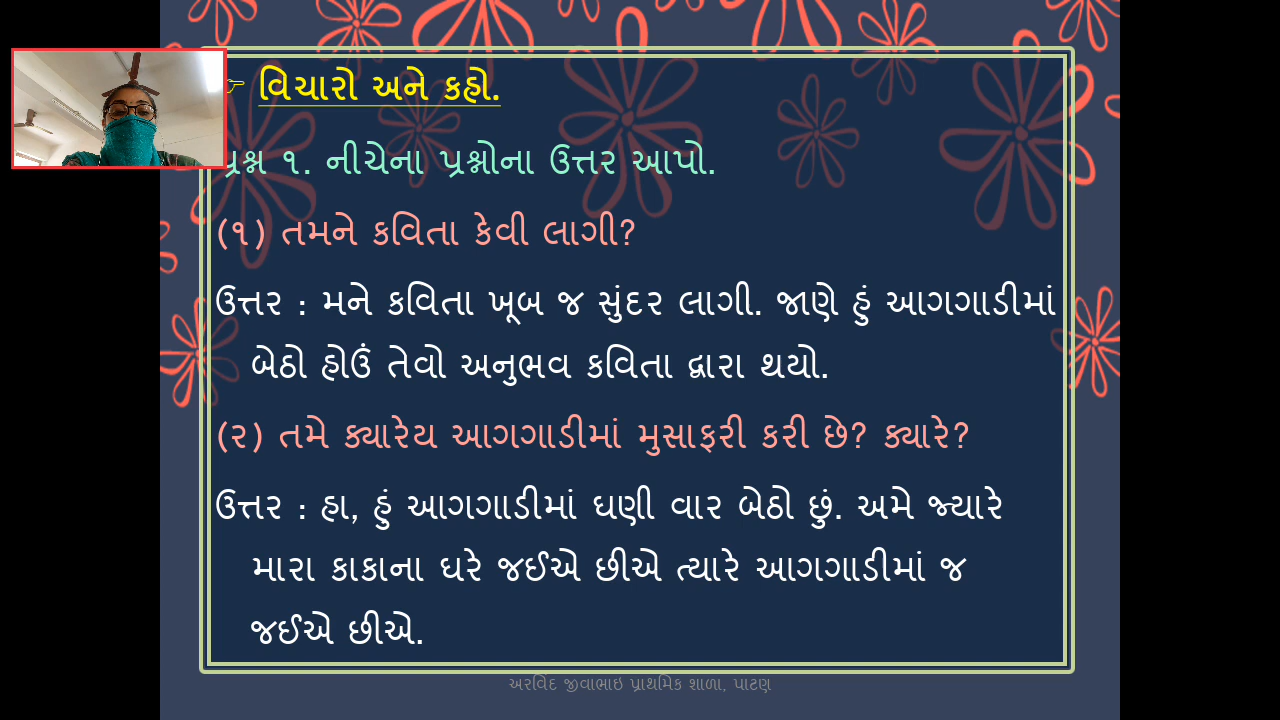 ☞ વિચારો અને કહો.
પ્રશ્ન ૧. નીચેના પ્રશ્નોના ઉત્તર આપો.
(૧) તમને કવિતા કેવી લાગી?
ઉત્તર : મને કવિતા ખૂબ જ સુંદર લાગી. જાણે હું આગગાડીમાં
બેઠો હોઉં તેવો અનુભવ કવિતા દ્વારા થયો.
(૨) તમે ક્યારેય આગગાડીમાં મુસાફરી કરી છે? ક્યારે?
ઉત્તર : હા, હું આગગાડીમાં ઘણી વાર બેઠો છું. અમે જ્યારે
મારા કાકાના ઘરે જઈએ છીએ ત્યારે આગગાડીમાં જ
જઈએ છીએ.
અરવિંદ જીવાભાઇ પ્રાથમિક શાળા, પાટણ